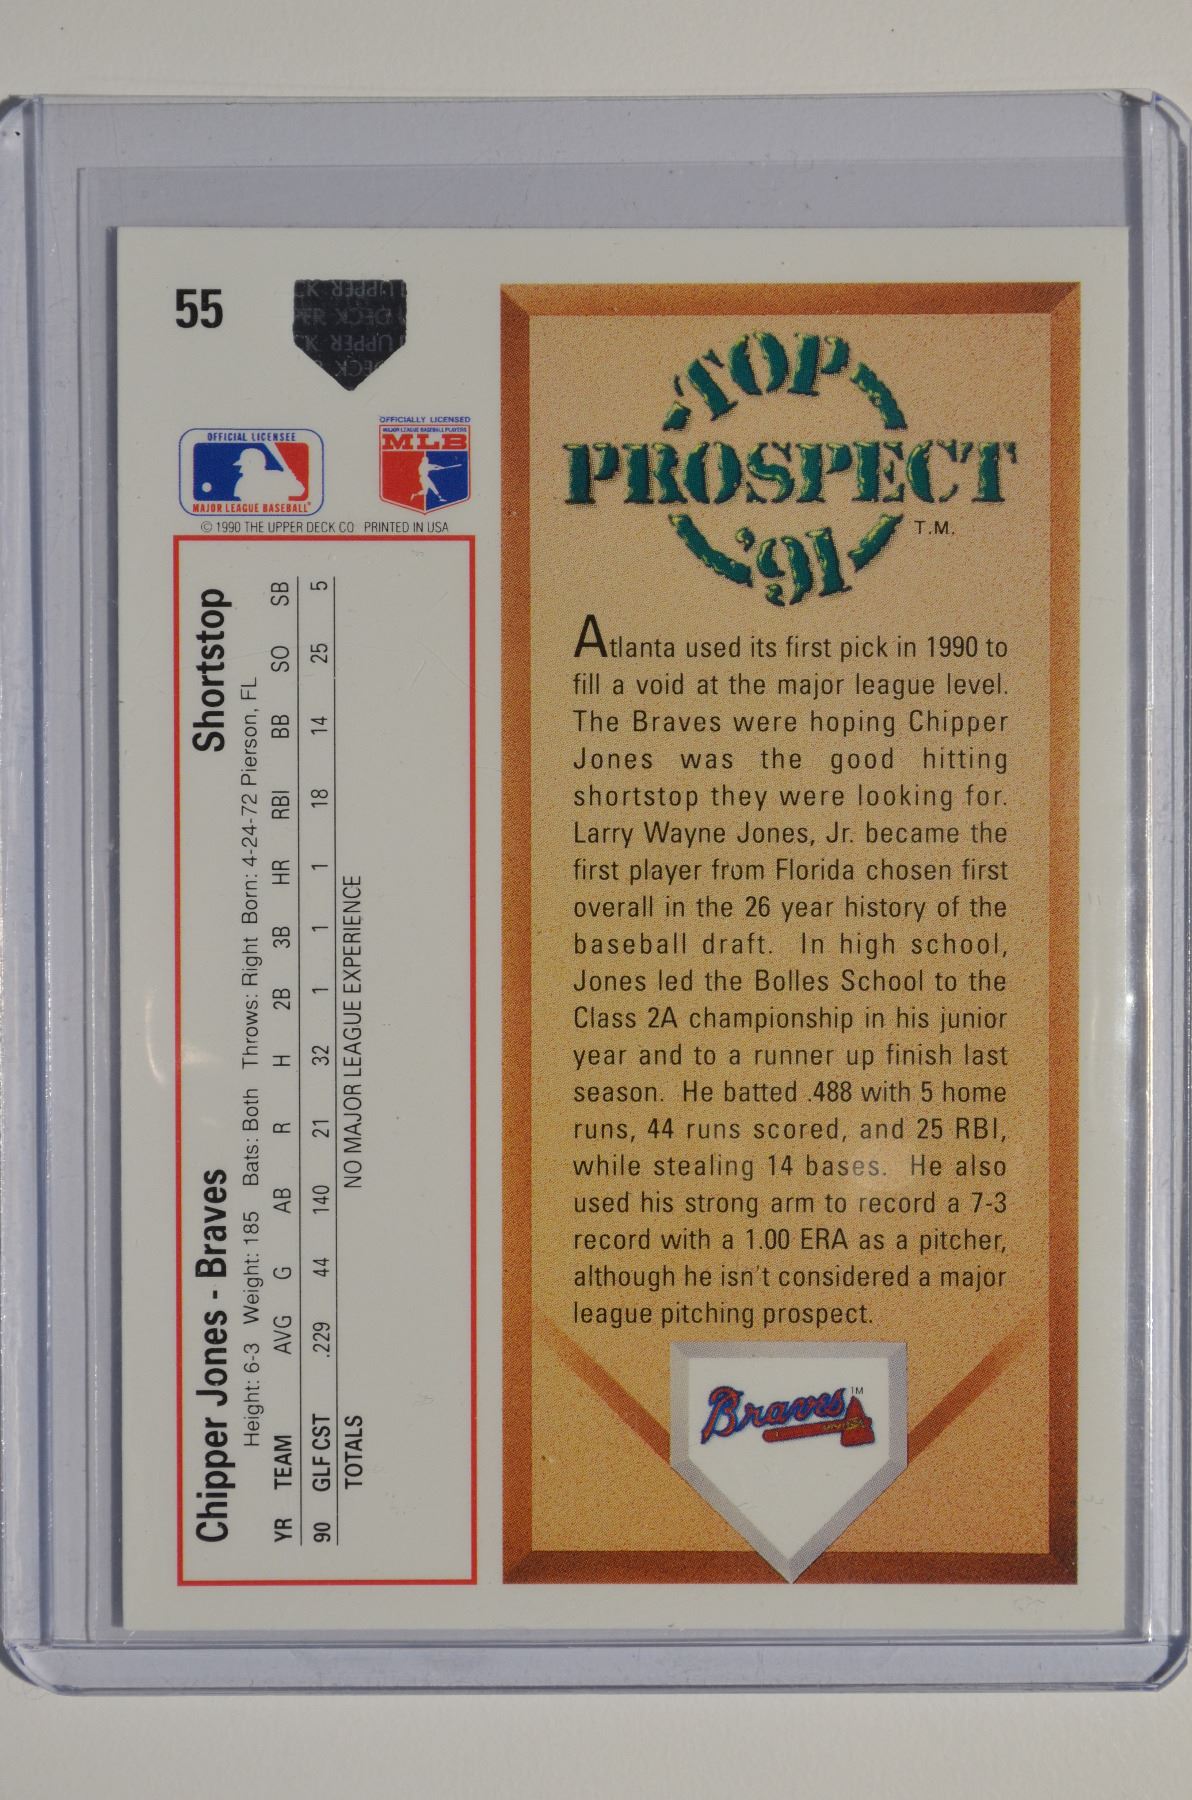 55
UPPER DECK
OFFICIAL LICENSEE
MAJOR LEAGUE BASEBALL
OFFICIALLY LICENSED
MAJOR LEAGUE BASEBALL PLAYERS
MLB
© 1990 THE UPPER DECK CO. PRINTED IN USA
Chipper Jones - Braves Shortstop
Height: 6-3 Weight: 185 Bats: Both Throws: Right Born: 4-24-72 Pierson, FL
YR TEAM AVG G AB R H 2B 3B HR RBI BB SO SB
90 GLF CST .229 44 140 21 32 1 1 1 18 14 25 5
TOTALS NO MAJOR LEAGUE EXPERIENCE
TOP
PROSPECT
'91 T.M.
Atlanta used its first pick in 1990 to
fill a void at the major league level.
The Braves were hoping Chipper
Jones was the good hitting
shortstop they were looking for.
Larry Wayne Jones, Jr. became the
first player from Florida chosen first
overall in the 26 year history of the
baseball draft. In high school,
Jones led the Bolles School to the
Class 2A championship in his junior
year and to a runner up finish last
season. He batted .488 with 5 home
runs, 44 runs scored, and 25 RBI,
while stealing 14 bases. He also
used his strong arm to record a 7-3
record with a 1.00 ERA as a pitcher,
although he isn't considered a major
league pitching prospect.
Braves TM